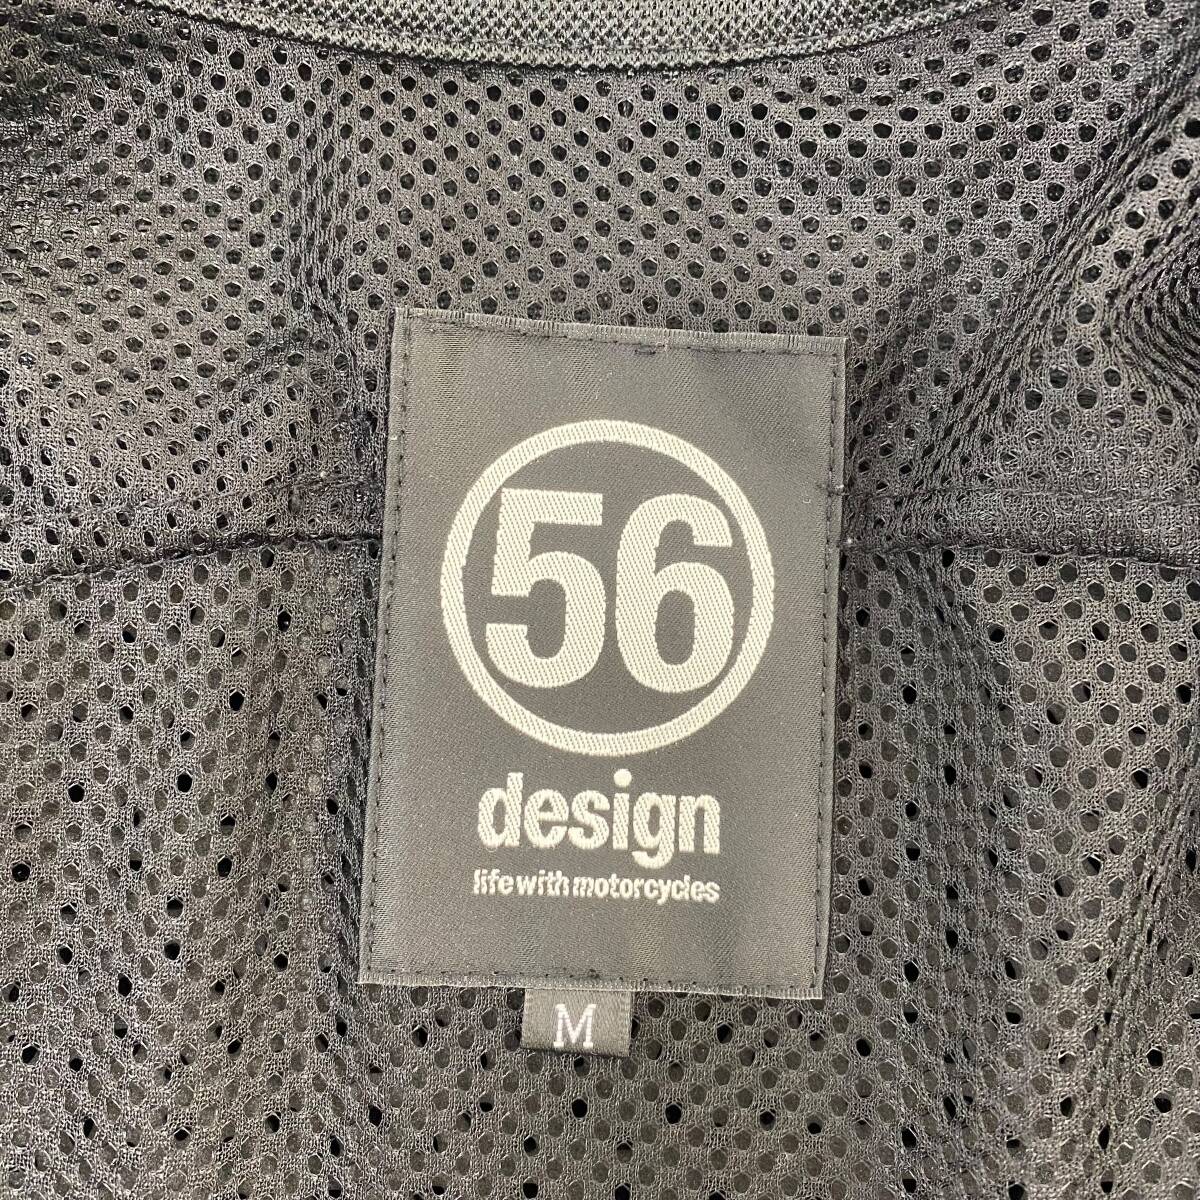 56
design
life with motorcycles
M